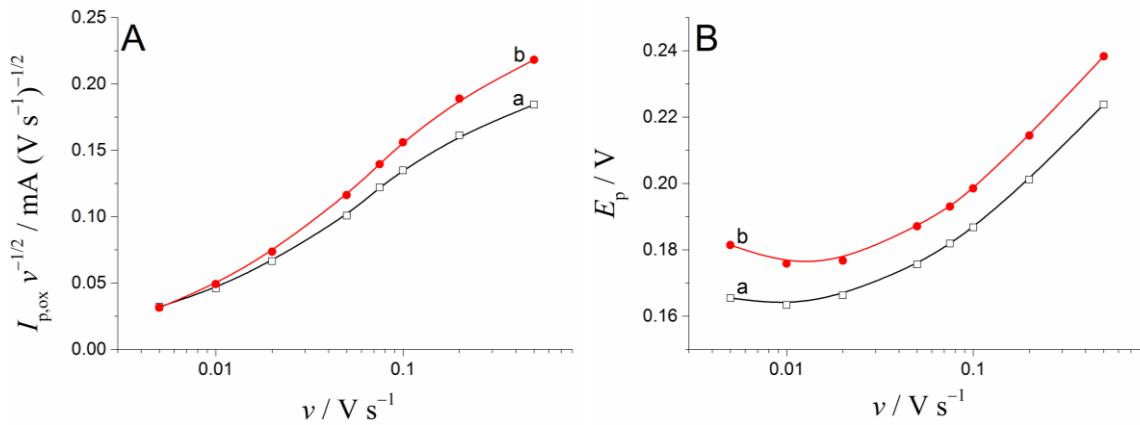 A
I_p,ox v^−1/2 / mA (V s^−1)^−1/2
0.25
0.20
0.15
0.10
0.05
0.00
b
a
0.01
0.1
v / V s^−1
B
E_p / V
0.24
0.22
0.20
0.18
0.16
b
a
0.01
0.1
v / V s^−1